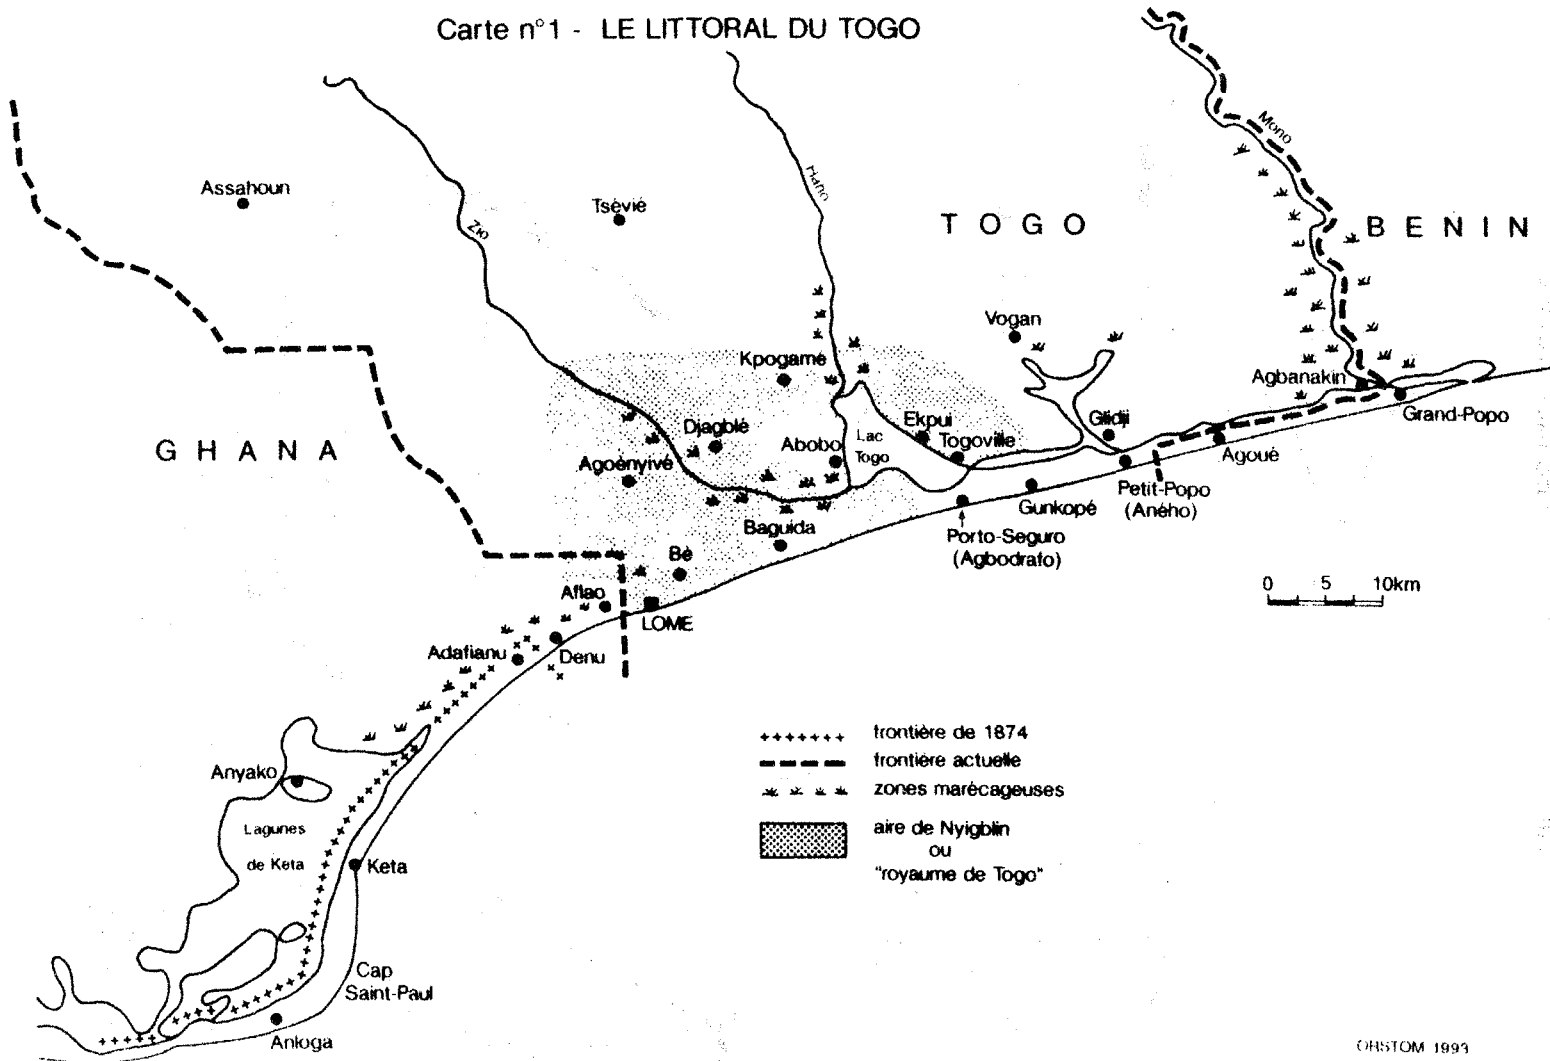 Carte n°1 - LE LITTORAL DU TOGO
Mono
Assahoun
Tsévié
Haho
Zio
TOGO
BENIN
Vogan
Kpogamé
Agbanakin
Grand-Popo
GHANA
Djagblé
Ekpui
Glidji
Abobo
Lac
Togo
Togoville
Agoué
Agoènyivé
Petit-Popo
(Aného)
Gunkopé
Baguida
Porto-Seguro
(Agbodrafo)
Bè
0 5 10km
Aflao
LOME
Adafianu
Denu
frontière de 1874
frontière actuelle
zones marécageuses
Anyako
Lagunes
de Keta
aire de Nyigblin
ou
"royaume de Togo"
Keta
Cap
Saint-Paul
Anloga
ORSTOM 1993